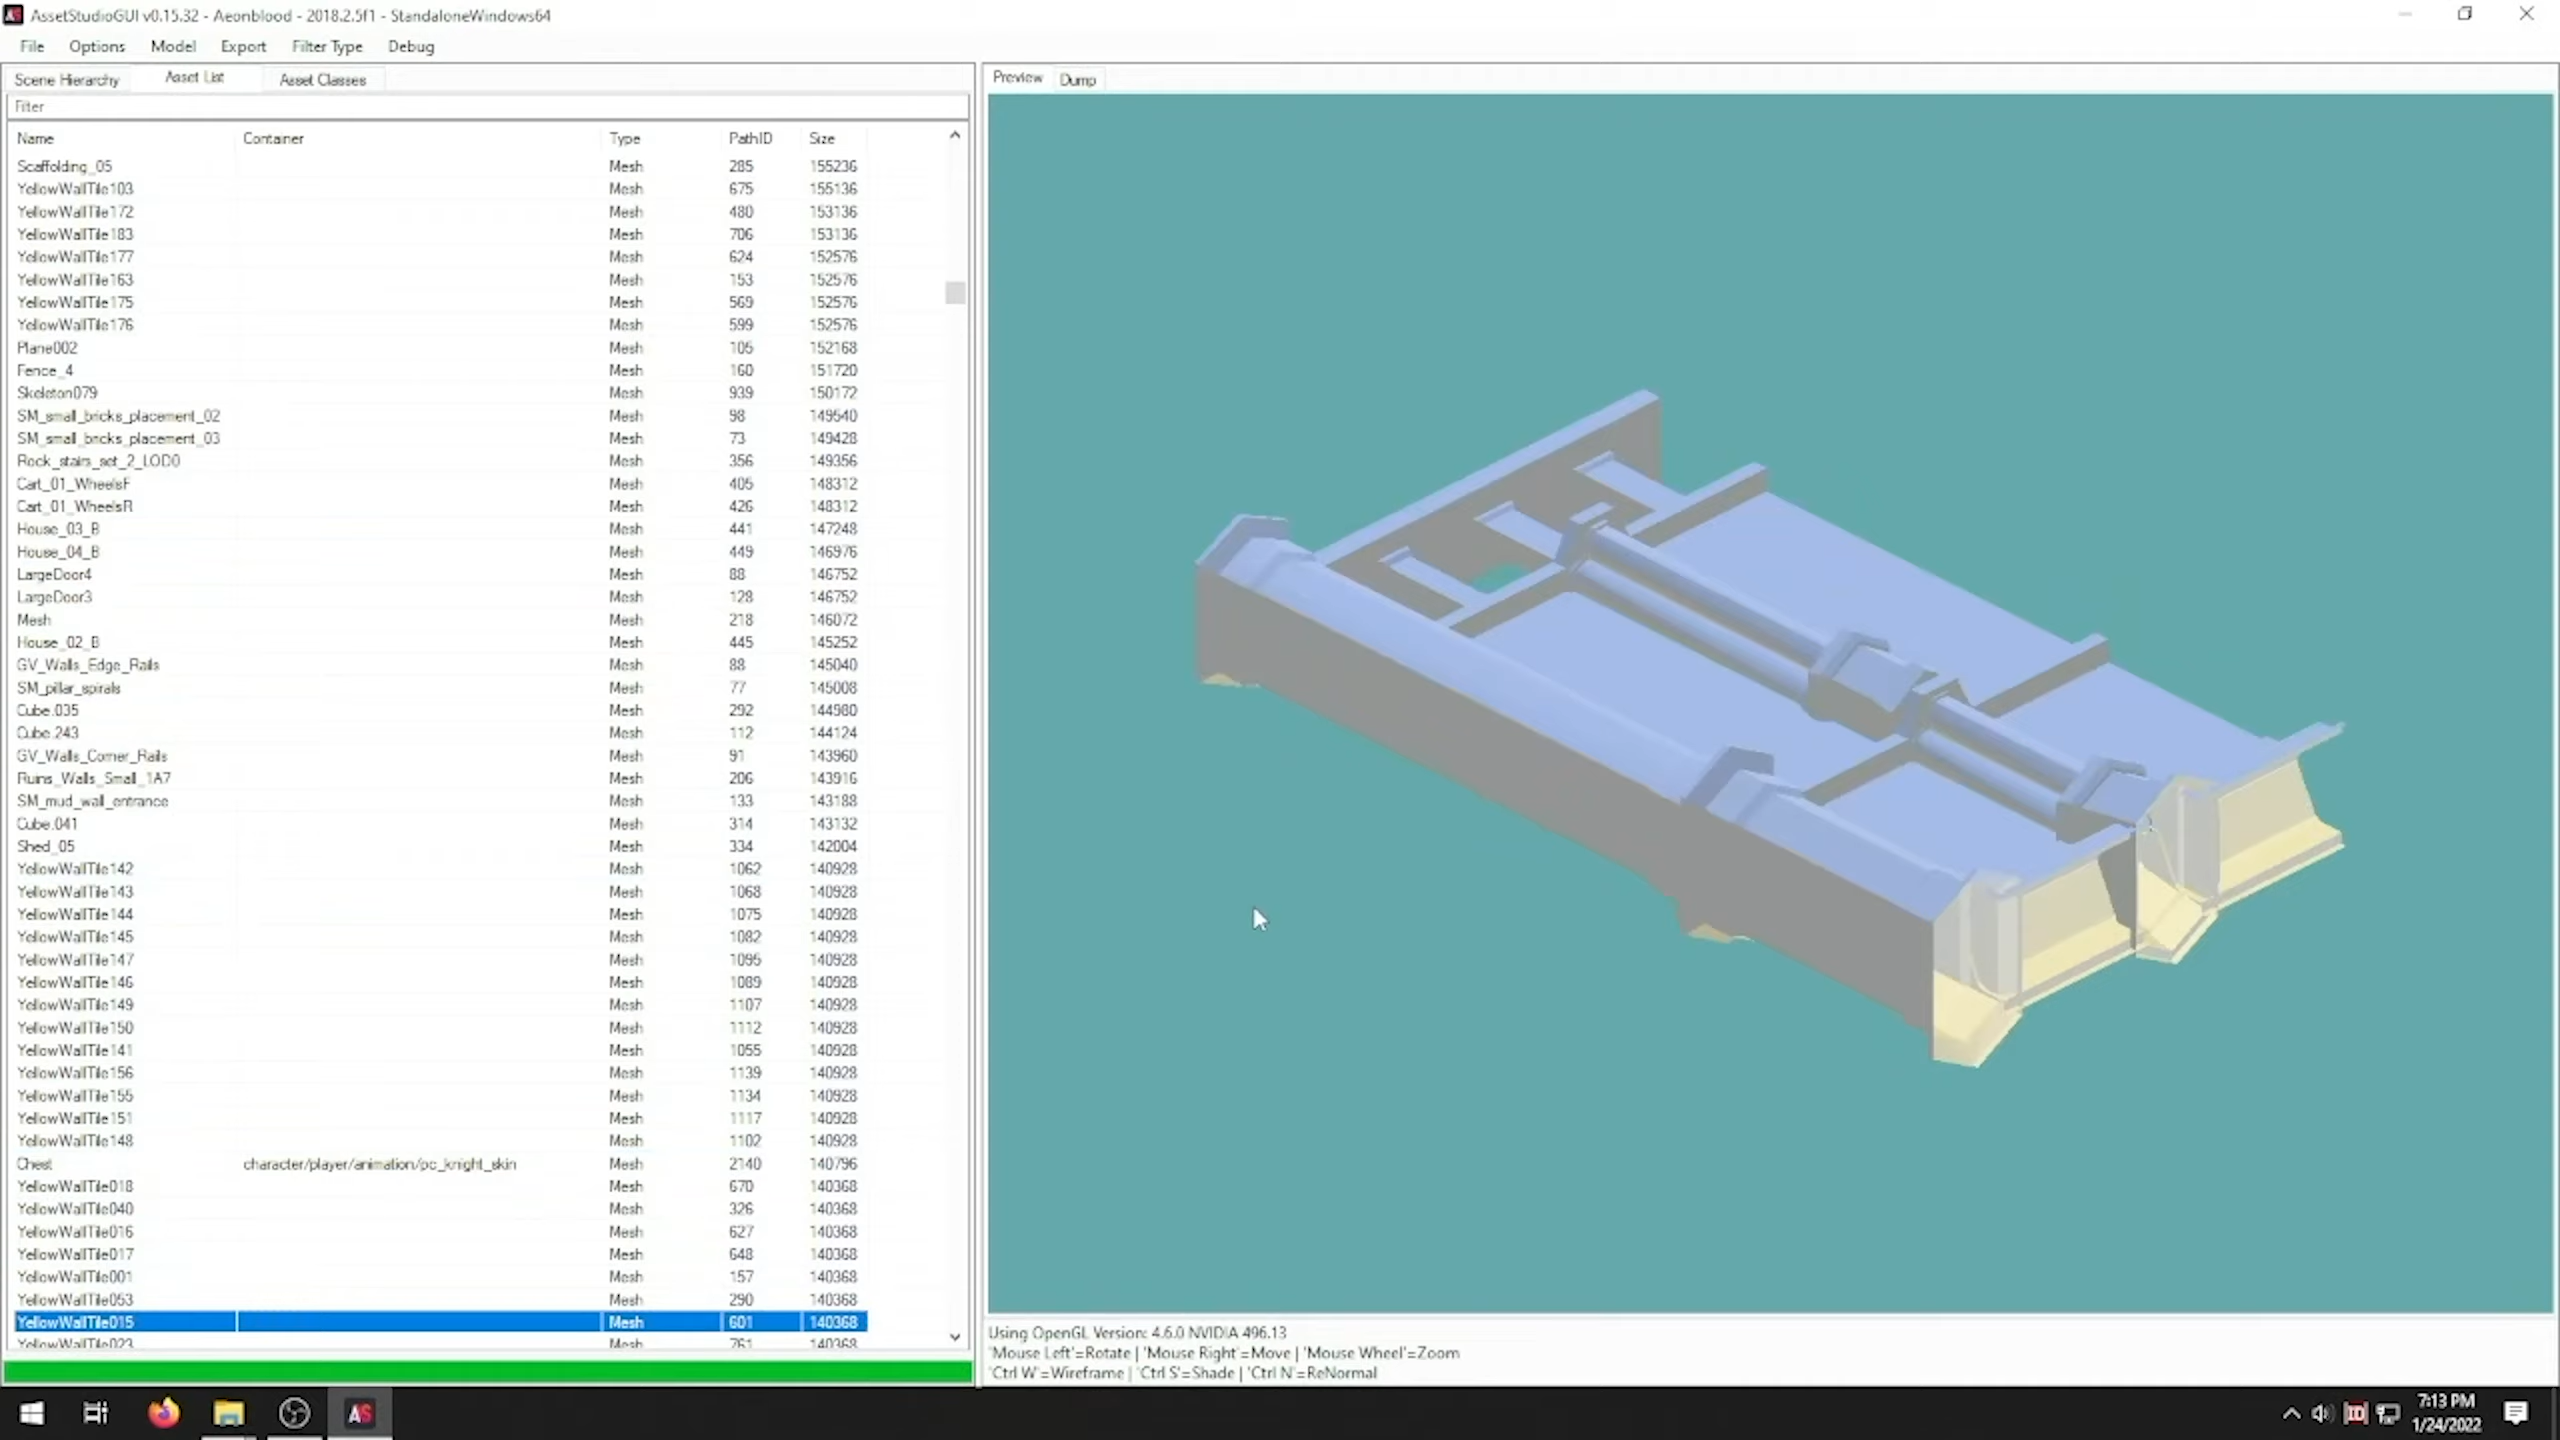 AssetStudioGUI v0.15.32 - Aeonblood - 2018.2.5f1 - StandaloneWindows64
File Options Model Export Filter Type Debug
Scene Hierarchy Asset List Asset Classes
Filter
Name Container Type PathID Size
Scaffolding_05 Mesh 285 155236
YellowWallTile103 Mesh 675 155136
YellowWallTile172 Mesh 480 153136
YellowWallTile183 Mesh 706 153136
YellowWallTile177 Mesh 624 152576
YellowWallTile163 Mesh 153 152576
YellowWallTile175 Mesh 569 152576
YellowWallTile176 Mesh 599 152576
Plane002 Mesh 105 152168
Fence_4 Mesh 160 151720
Skeleton079 Mesh 939 150172
SM_small_bricks_placement_02 Mesh 98 149540
SM_small_bricks_placement_03 Mesh 73 149428
Rock_stairs_set_2_LOD0 Mesh 356 149356
Cart_01_WheelsF Mesh 405 148312
Cart_01_WheelsR Mesh 426 148312
House_03_B Mesh 441 147248
House_04_B Mesh 449 146976
LargeDoor4 Mesh 88 146752
LargeDoor3 Mesh 128 146752
Mesh Mesh 218 146072
House_02_B Mesh 445 145252
GV_Walls_Edge_Rails Mesh 88 145040
SM_pillar_spirals Mesh 77 145008
Cube.035 Mesh 292 144980
Cube.243 Mesh 112 144124
GV_Walls_Corner_Rails Mesh 91 143960
Ruins_Walls_Small_1A7 Mesh 206 143916
SM_mud_wall_entrance Mesh 133 143188
Cube.041 Mesh 314 143132
Shed_05 Mesh 334 142004
YellowWallTile142 Mesh 1062 140928
YellowWallTile143 Mesh 1068 140928
YellowWallTile144 Mesh 1075 140928
YellowWallTile145 Mesh 1082 140928
YellowWallTile147 Mesh 1095 140928
YellowWallTile146 Mesh 1089 140928
YellowWallTile149 Mesh 1107 140928
YellowWallTile150 Mesh 1112 140928
YellowWallTile141 Mesh 1055 140928
YellowWallTile156 Mesh 1139 140928
YellowWallTile155 Mesh 1134 140928
YellowWallTile151 Mesh 1117 140928
YellowWallTile148 Mesh 1102 140928
Chest character/player/animation/pc_knight_skin Mesh 2140 140796
YellowWallTile018 Mesh 670 140368
YellowWallTile040 Mesh 326 140368
YellowWallTile016 Mesh 627 140368
YellowWallTile017 Mesh 648 140368
YellowWallTile001 Mesh 157 140368
YellowWallTile053 Mesh 290 140368
YellowWallTile015 Mesh 601 140368
YellowWallTile023 Mesh 761 140368
Preview Dump
Using OpenGL Version: 4.6.0 NVIDIA 496.13
'Mouse Left'=Rotate | 'Mouse Right'=Move | 'Mouse Wheel'=Zoom
'Ctrl W'=Wireframe | 'Ctrl S'=Shade | 'Ctrl N'=ReNormal
AS
7:13 PM
1/24/2022